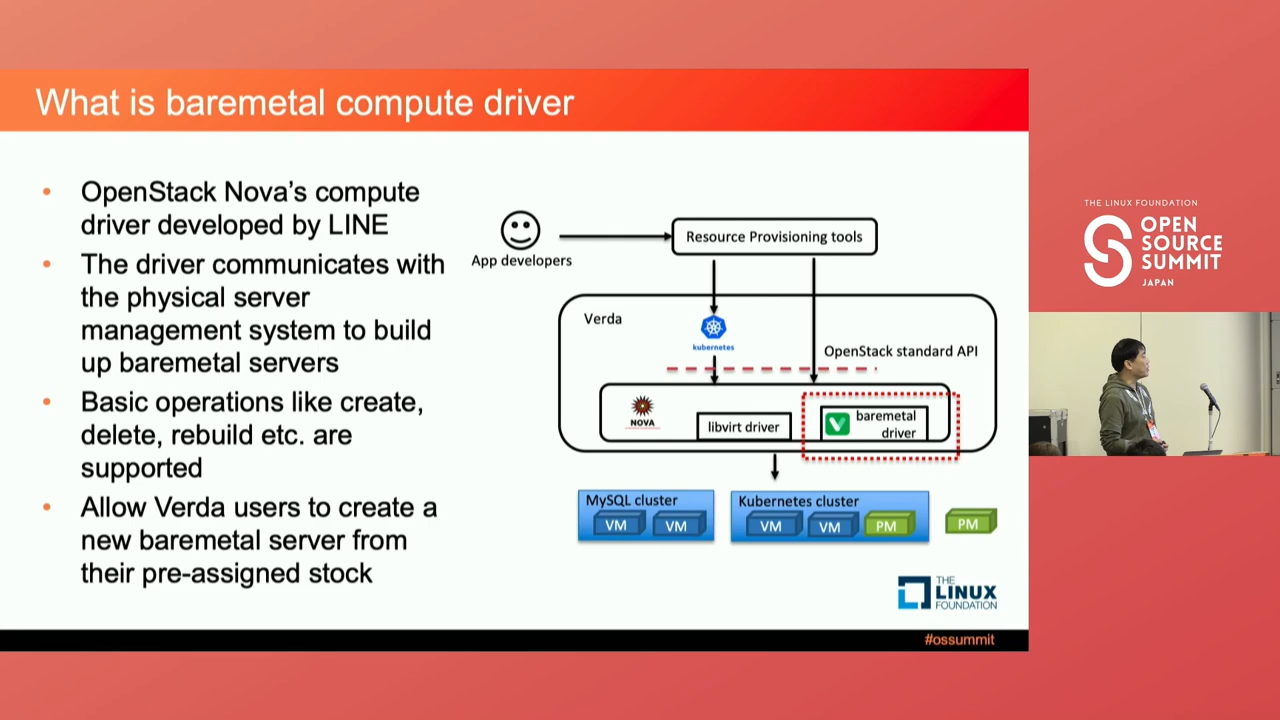 What is baremetal compute driver
• OpenStack Nova's compute
driver developed by LINE
• The driver communicates with
the physical server
management system to build
up baremetal servers
• Basic operations like create,
delete, rebuild etc. are
supported
• Allow Verda users to create a
new baremetal server from
their pre-assigned stock
App developers
Resource Provisioning tools
Verda
kubernetes
OpenStack standard API
NOVA
libvirt driver
baremetal
driver
MySQL cluster
VM VM
Kubernetes cluster
VM VM PM
PM
THE
LINUX
FOUNDATION
#ossummit
THE LINUX FOUNDATION
OPEN
SOURCE
SUMMIT
JAPAN